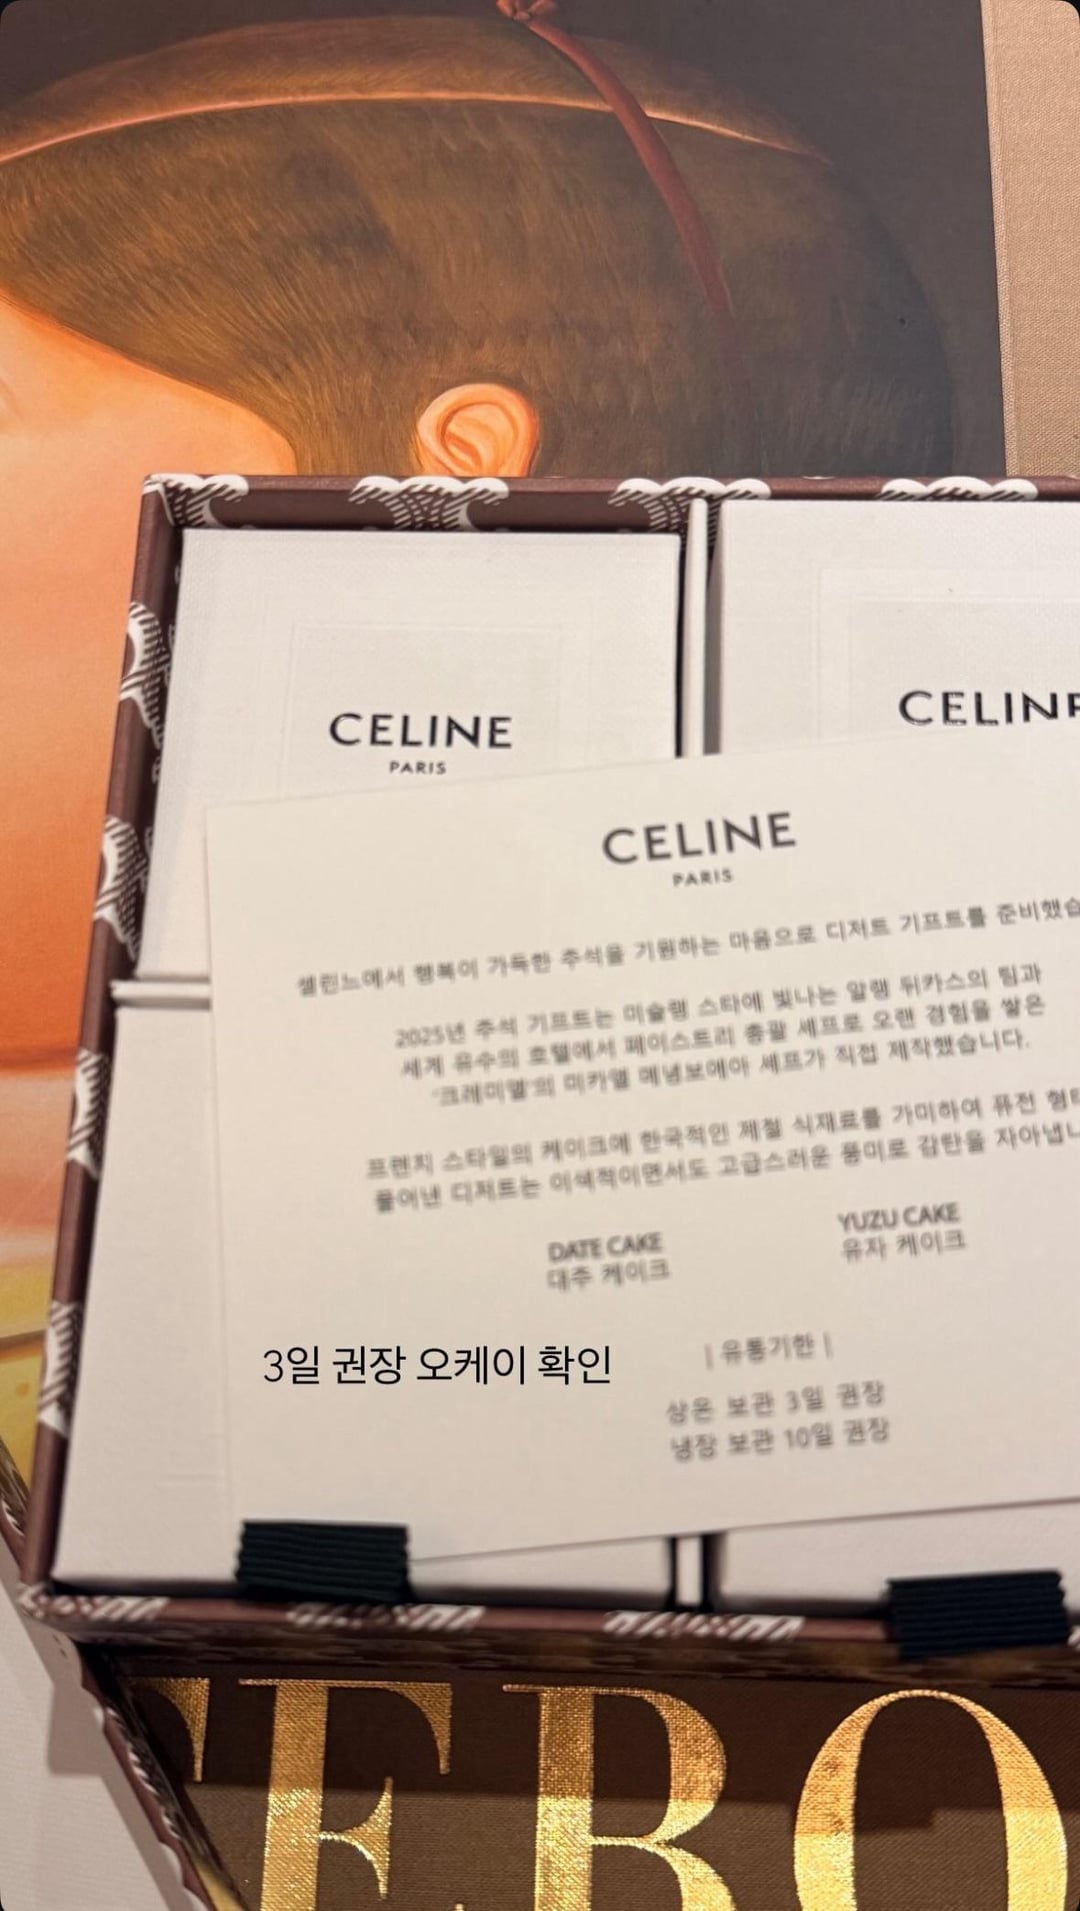 CELINE
PARIS
CELINE
CELINE
PARIS
셀린느에서 행복이 가득한 추석을 기원하는 마음으로 디저트 기프트를 준비했습
2025년 추석 기프트는 미슐랭 스타에 빛나는 알랭 뒤카스의 팀과
세계 유수의 호텔에서 페이스트리 총괄 셰프로 오랜 경험을 쌓은
'크레미엘'의 미카엘 셰프가 직접 제작했습니다.
프렌치 스타일의 케이크에 한국적인 제철 식재료를 가미하여 퓨전 형태
풀어낸 디저트는 이색적이면서도 고급스러운 풍미로 감탄을 자아냅니
DATE CAKE
대추 케이크
YUZU CAKE
유자 케이크
3일 권장 오케이 확인
| 유통기한 |
상온 보관 3일 권장
냉장 보관 10일 권장
EBO